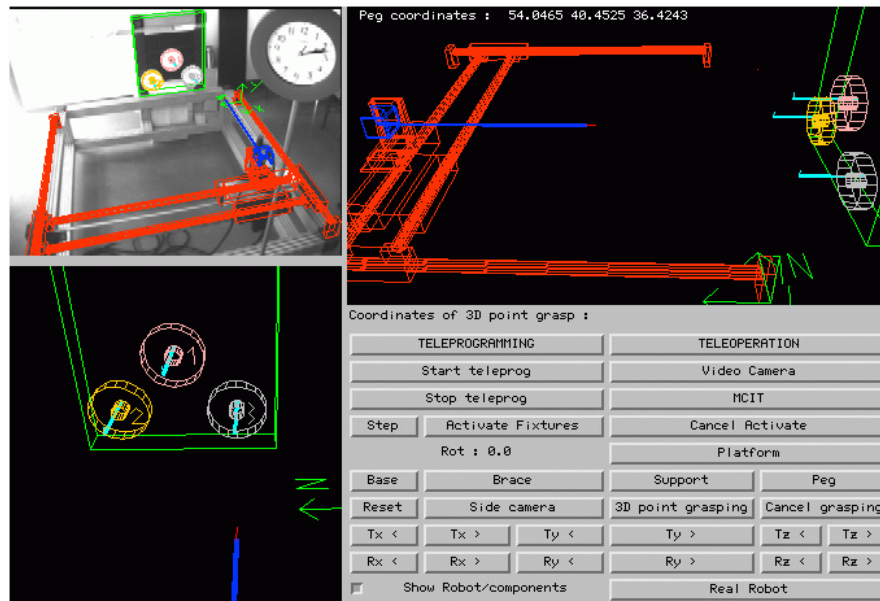 Peg coordinates :   54.0465 40.4525 36.4243
N
1
2
3
N
Coordinates of 3D point grasp :
TELEPROGRAMMING TELEOPERATION
Start teleprog Video Camera
Stop teleprog MCIT
Step Activate Fixtures Cancel Activate
Rot : 0.0 Platform
Base Brace Support Peg
Reset Side camera 3D point grasping Cancel grasping
Tx < Tx > Ty < Ty > Tz < Tz >
Rx < Rx > Ry < Ry > Rz < Rz >
Show Robot/components Real Robot